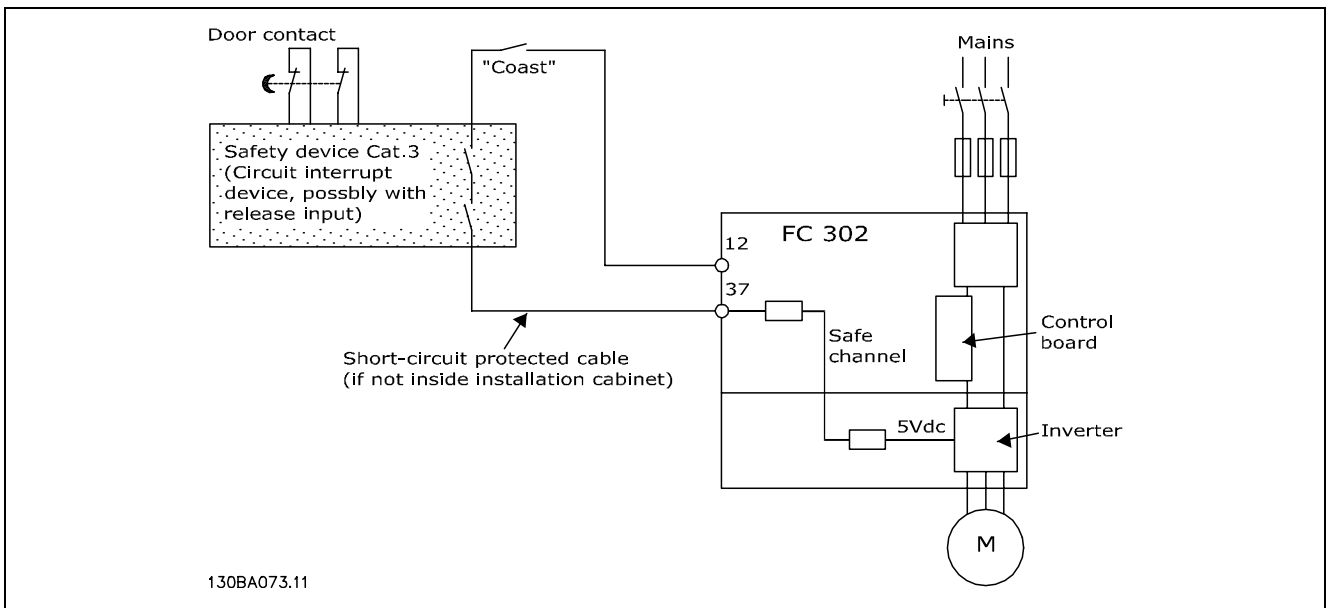 Door contact
"Coast"
Mains
Safety device Cat.3
(Circuit interrupt
device, possbly with
release input)
FC 302
12
37
Safe
channel
Control
board
Short-circuit protected cable
(if not inside installation cabinet)
5Vdc
Inverter
M
130BA073.11